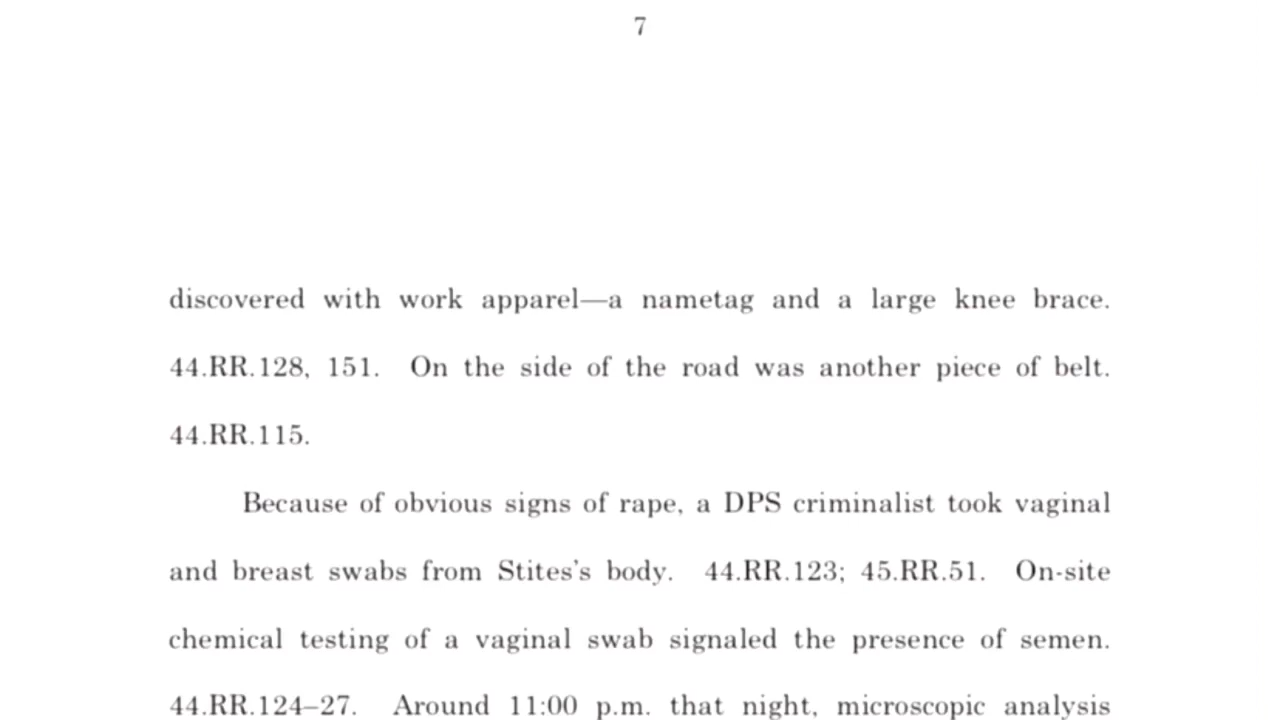 7
discovered with work apparel—a nametag and a large knee brace.
44.RR.128, 151. On the side of the road was another piece of belt.
44.RR.115.
Because of obvious signs of rape, a DPS criminalist took vaginal
and breast swabs from Stites's body. 44.RR.123; 45.RR.51. On-site
chemical testing of a vaginal swab signaled the presence of semen.
44.RR.124–27. Around 11:00 p.m. that night, microscopic analysis